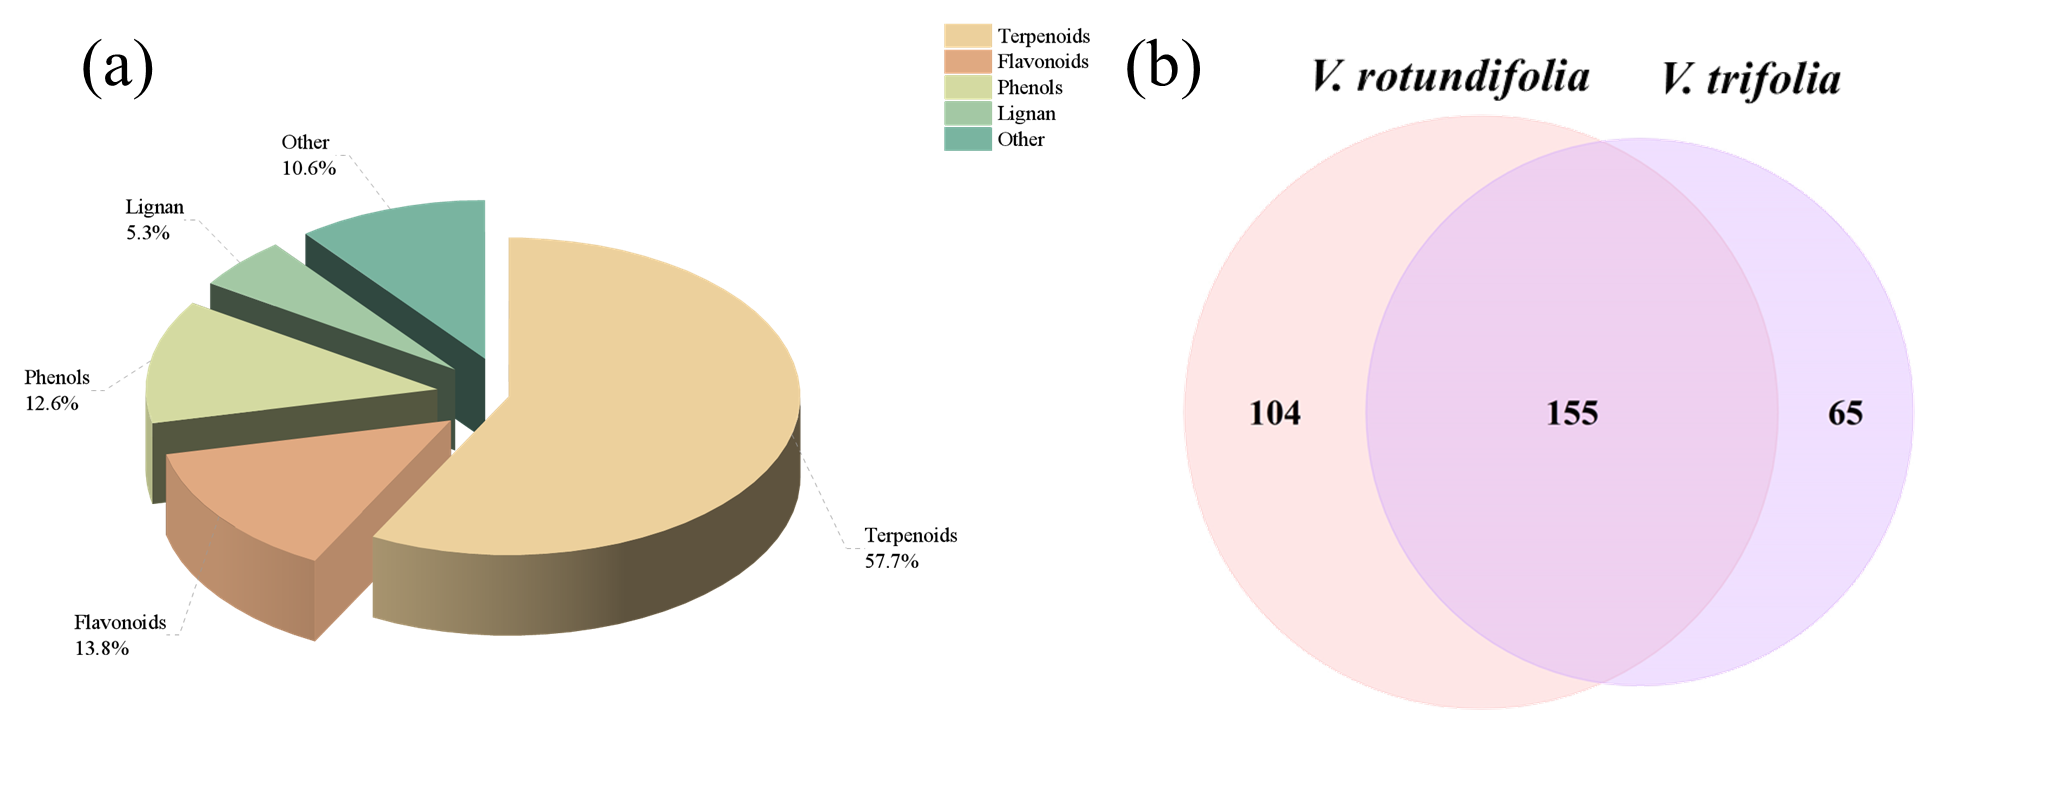 (a)
Terpenoids
Flavonoids
Phenols
Lignan
Other
Other
10.6%
Lignan
5.3%
Phenols
12.6%
Flavonoids
13.8%
Terpenoids
57.7%
(b)
V. rotundifolia
V. trifolia
104
155
65